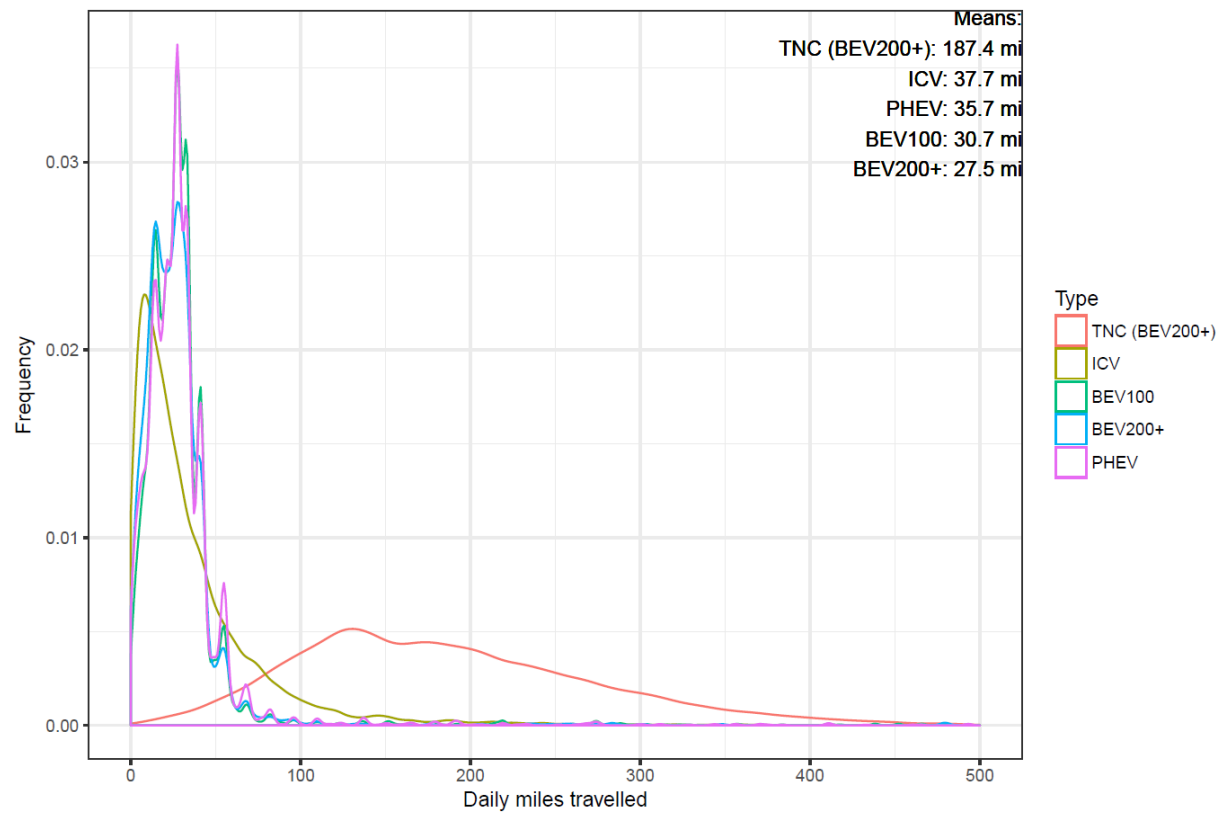 Means:
TNC (BEV200+): 187.4 mi
ICV: 37.7 mi
PHEV: 35.7 mi
BEV100: 30.7 mi
BEV200+: 27.5 mi
0.03
0.02
0.01
0.00
Frequency
0
100
200
300
400
500
Daily miles travelled
Type
TNC (BEV200+)
ICV
BEV100
BEV200+
PHEV